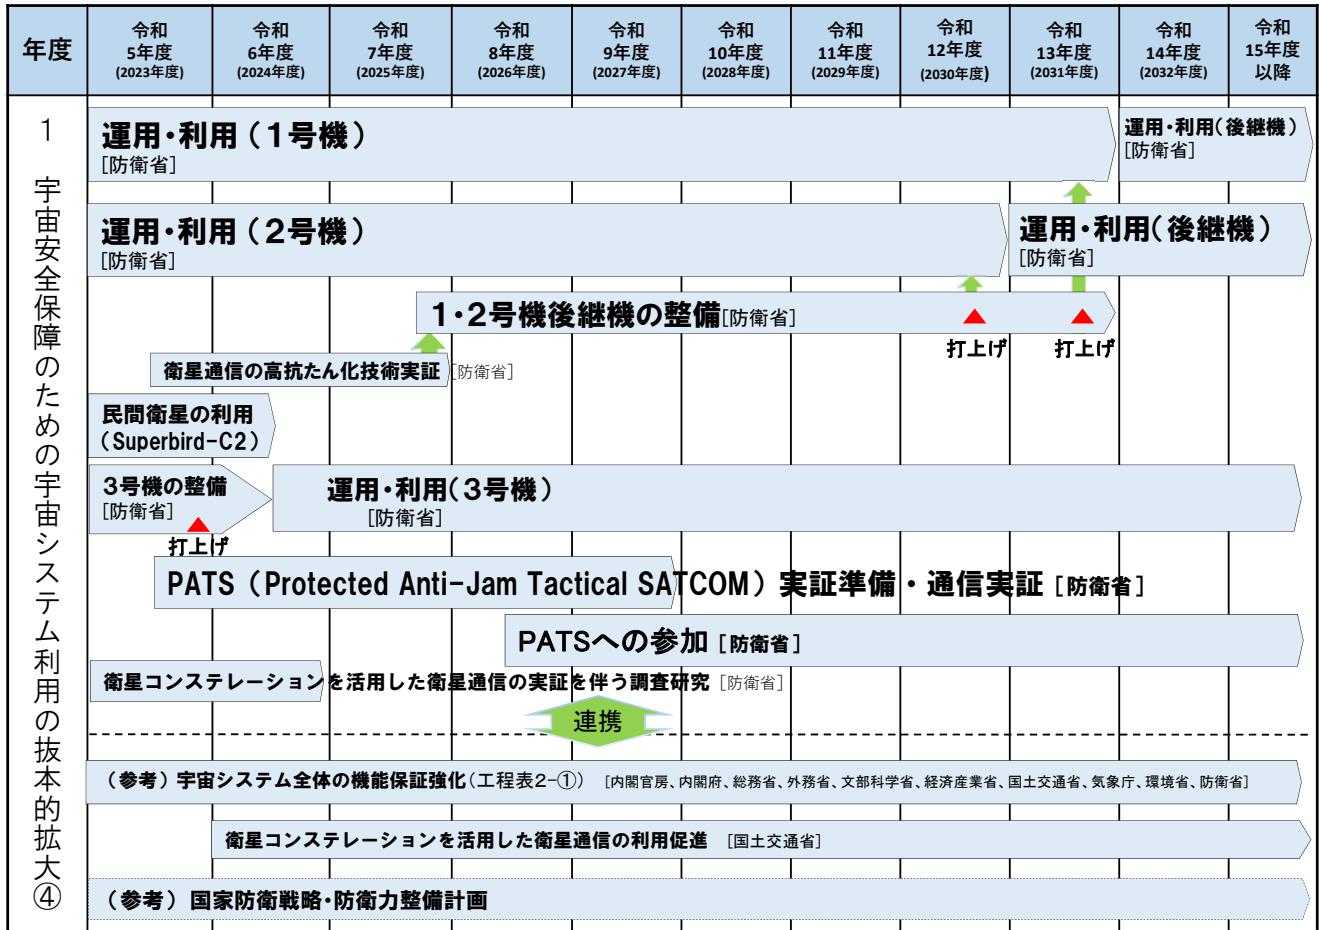 年度
令和
5年度
(2023年度)
令和
6年度
(2024年度)
令和
7年度
(2025年度)
令和
8年度
(2026年度)
令和
9年度
(2027年度)
令和
10年度
(2028年度)
令和
11年度
(2029年度)
令和
12年度
(2030年度)
令和
13年度
(2031年度)
令和
14年度
(2032年度)
令和
15年度
以降
1 宇宙安全保障のための宇宙システム利用の抜本的拡大④
運用・利用(1号機)
[防衛省]
運用・利用(後継機)
[防衛省]
運用・利用(2号機)
[防衛省]
運用・利用(後継機)
[防衛省]
1・2号機後継機の整備[防衛省]
打上げ
打上げ
衛星通信の高抗たん化技術実証[防衛省]
民間衛星の利用
(Superbird-C2)
3号機の整備
[防衛省]
打上げ
運用・利用(3号機)
[防衛省]
PATS(Protected Anti-Jam Tactical SATCOM)実証準備・通信実証[防衛省]
PATSへの参加[防衛省]
衛星コンステレーションを活用した衛星通信の実証を伴う調査研究[防衛省]
連携
(参考)宇宙システム全体の機能保証強化(工程表2-①) [内閣官房、内閣府、総務省、外務省、文部科学省、経済産業省、国土交通省、気象庁、環境省、防衛省]
衛星コンステレーションを活用した衛星通信の利用促進 [国土交通省]
(参考)国家防衛戦略・防衛力整備計画